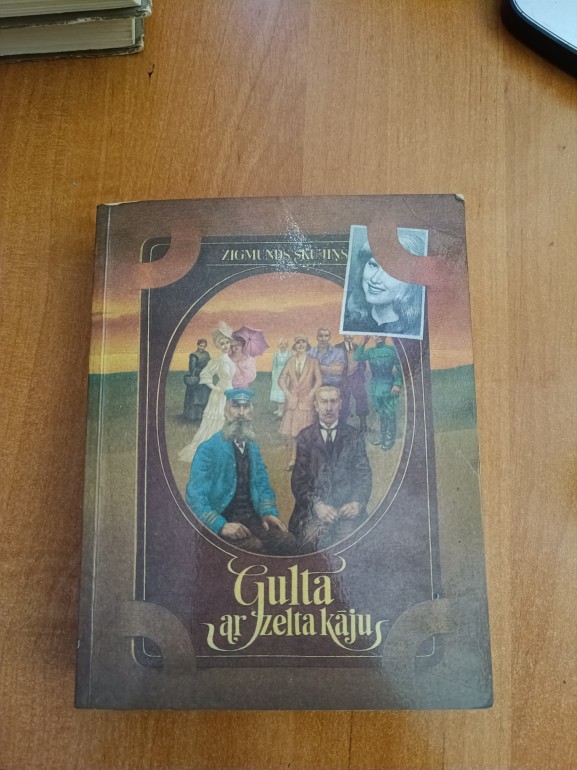 ZIGMUNDS SKUJIŅŠ
Gulta
ar zelta kāju